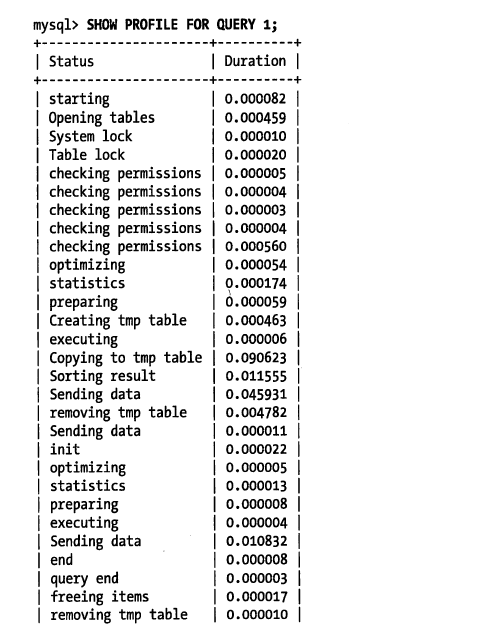 mysql> SHOW PROFILE FOR QUERY 1;
+----------------------+----------+
| Status | Duration |
+----------------------+----------+
| starting | 0.000082 |
| Opening tables | 0.000459 |
| System lock | 0.000010 |
| Table lock | 0.000020 |
| checking permissions | 0.000005 |
| checking permissions | 0.000004 |
| checking permissions | 0.000003 |
| checking permissions | 0.000004 |
| checking permissions | 0.000560 |
| optimizing | 0.000054 |
| statistics | 0.000174 |
| preparing | 0.000059 |
| Creating tmp table | 0.000463 |
| executing | 0.000006 |
| Copying to tmp table | 0.090623 |
| Sorting result | 0.011555 |
| Sending data | 0.045931 |
| removing tmp table | 0.004782 |
| Sending data | 0.000011 |
| init | 0.000022 |
| optimizing | 0.000005 |
| statistics | 0.000013 |
| preparing | 0.000008 |
| executing | 0.000004 |
| Sending data | 0.010832 |
| end | 0.000008 |
| query end | 0.000003 |
| freeing items | 0.000017 |
| removing tmp table | 0.000010 |